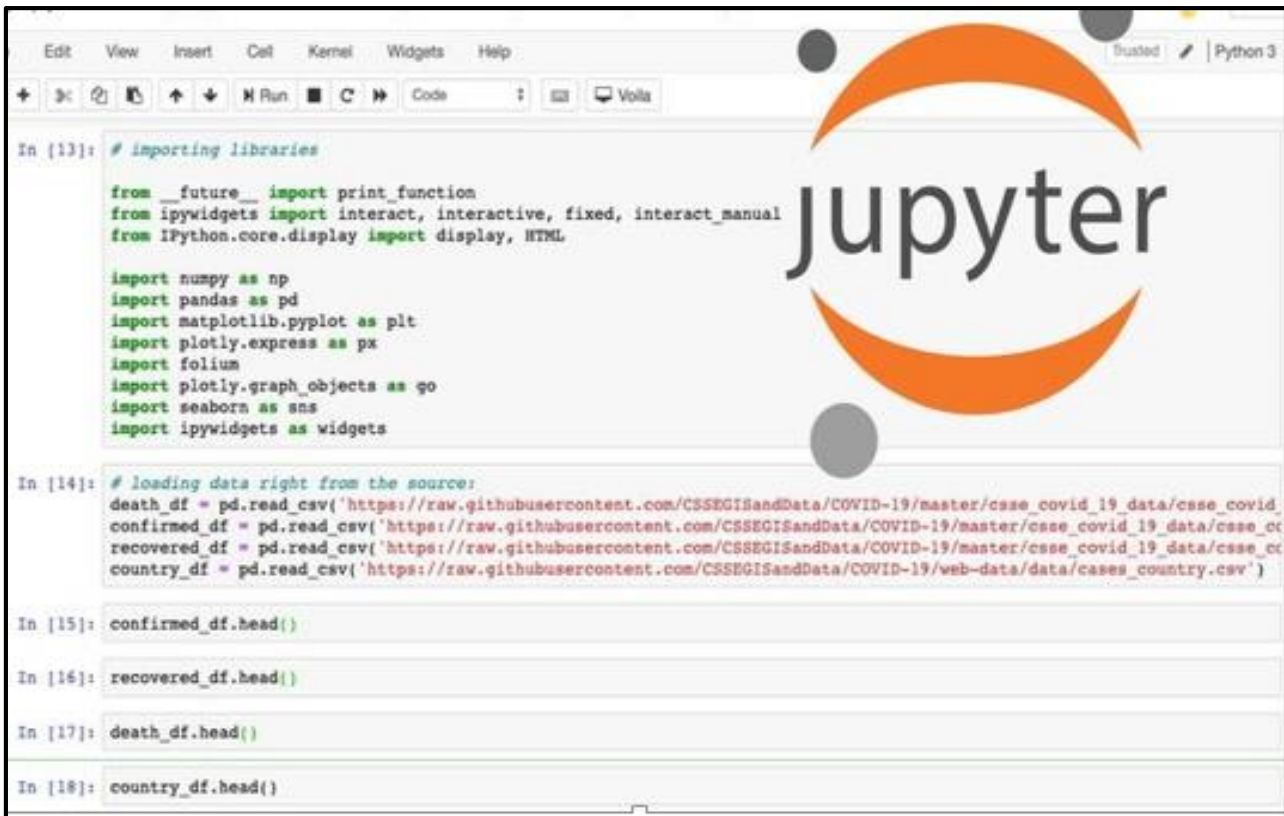 Edit View Insert Cell Kernel Widgets Help
Trusted Python 3
Run Code Voila
jupyter
In [13]: # importing libraries
from __future__ import print_function
from ipywidgets import interact, interactive, fixed, interact_manual
from IPython.core.display import display, HTML
import numpy as np
import pandas as pd
import matplotlib.pyplot as plt
import plotly.express as px
import folium
import plotly.graph_objects as go
import seaborn as sns
import ipywidgets as widgets
In [14]: # loading data right from the source:
death_df = pd.read_csv('https://raw.githubusercontent.com/CSSEGISandData/COVID-19/master/csse_covid_19_data/csse_covid_
confirmed_df = pd.read_csv('https://raw.githubusercontent.com/CSSEGISandData/COVID-19/master/csse_covid_19_data/csse_co
recovered_df = pd.read_csv('https://raw.githubusercontent.com/CSSEGISandData/COVID-19/master/csse_covid_19_data/csse_co
country_df = pd.read_csv('https://raw.githubusercontent.com/CSSEGISandData/COVID-19/web-data/data/cases_country.csv')
In [15]: confirmed_df.head()
In [16]: recovered_df.head()
In [17]: death_df.head()
In [18]: country_df.head()